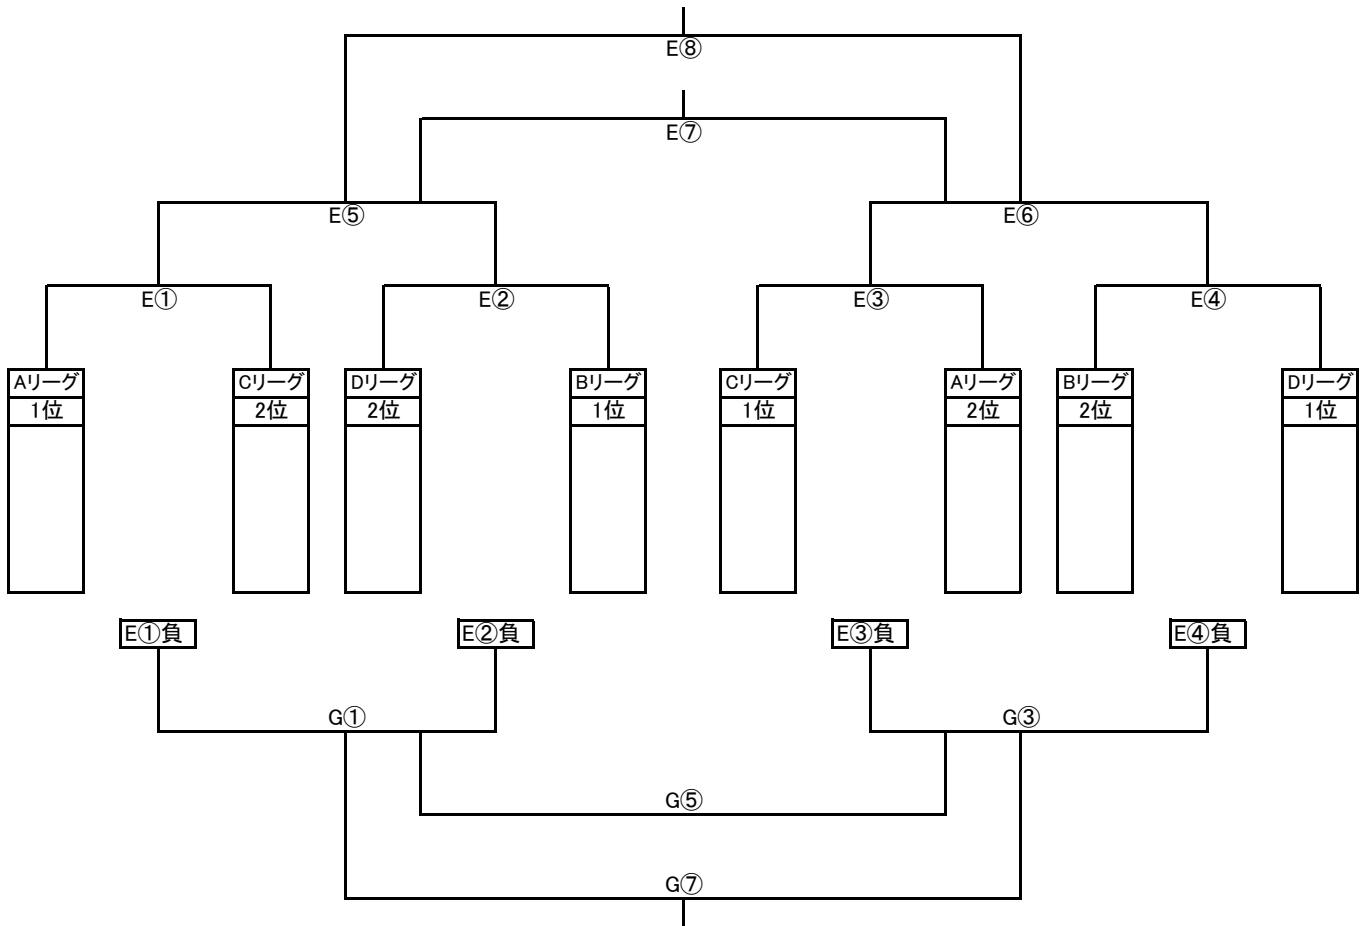 E⑧
E⑦
E⑤ E⑥
E① E② E③ E④
Aリーグ Cリーグ Dリーグ Bリーグ Cリーグ Aリーグ Bリーグ Dリーグ
1位 2位 2位 1位 1位 2位 2位 1位
E①負 E②負 E③負 E④負
G① G③
G⑤
G⑦